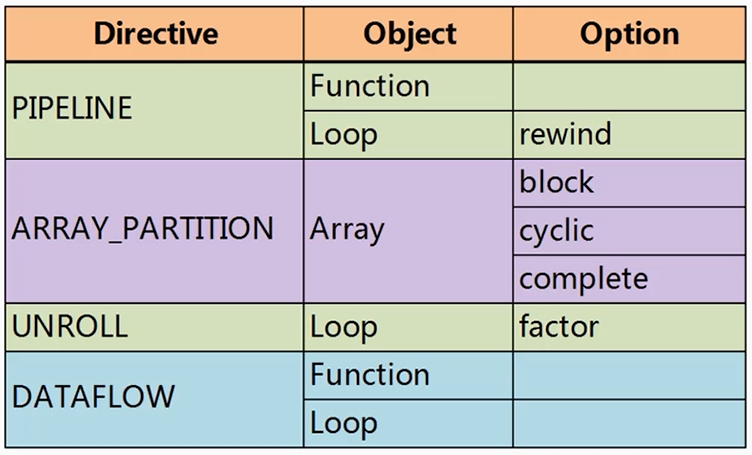 Directive Object Option
PIPELINE Function
Loop rewind
ARRAY_PARTITION Array block
cyclic
complete
UNROLL Loop factor
DATAFLOW Function
Loop